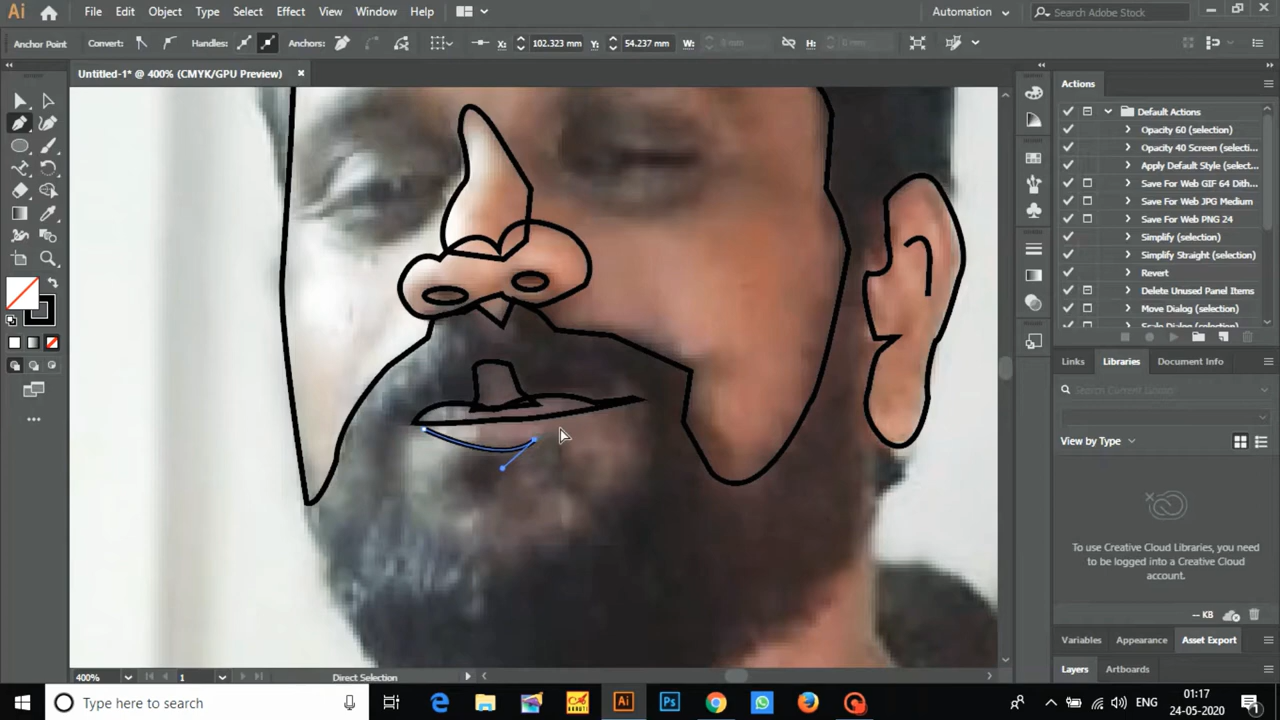 Ai File Edit Object Type Select Effect View Window Help Automation Search Adobe Stock
Anchor Point Convert: Handles: Anchors: X: 102.323 mm Y: 54.237 mm W: 0 mm H: 0 mm
Untitled-1* @ 400% (CMYK/GPU Preview) ×
Actions
Default Actions
Opacity 60 (selection)
Opacity 40 Screen (selecti...
Apply Default Style (select...
Save For Web GIF 64 Dith...
Save For Web JPG Medium
Save For Web PNG 24
Simplify (selection)
Simplify Straight (selection)
Revert
Delete Unused Panel Items
Move Dialog (selection)
Links Libraries Document Info
View by Type
To use Creative Cloud Libraries, you need
to be logged into a Creative Cloud
account.
-- KB
Variables Appearance Asset Export
Layers Artboards
400% 1 Direct Selection
Type here to search
Ai Ps
ENG
01:17
24-05-2020